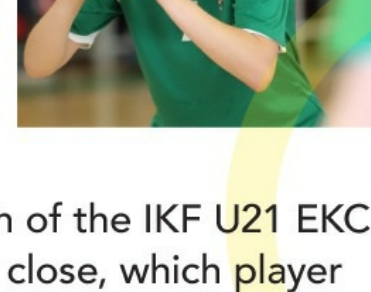 of the IKF U21 EKC
close, which player